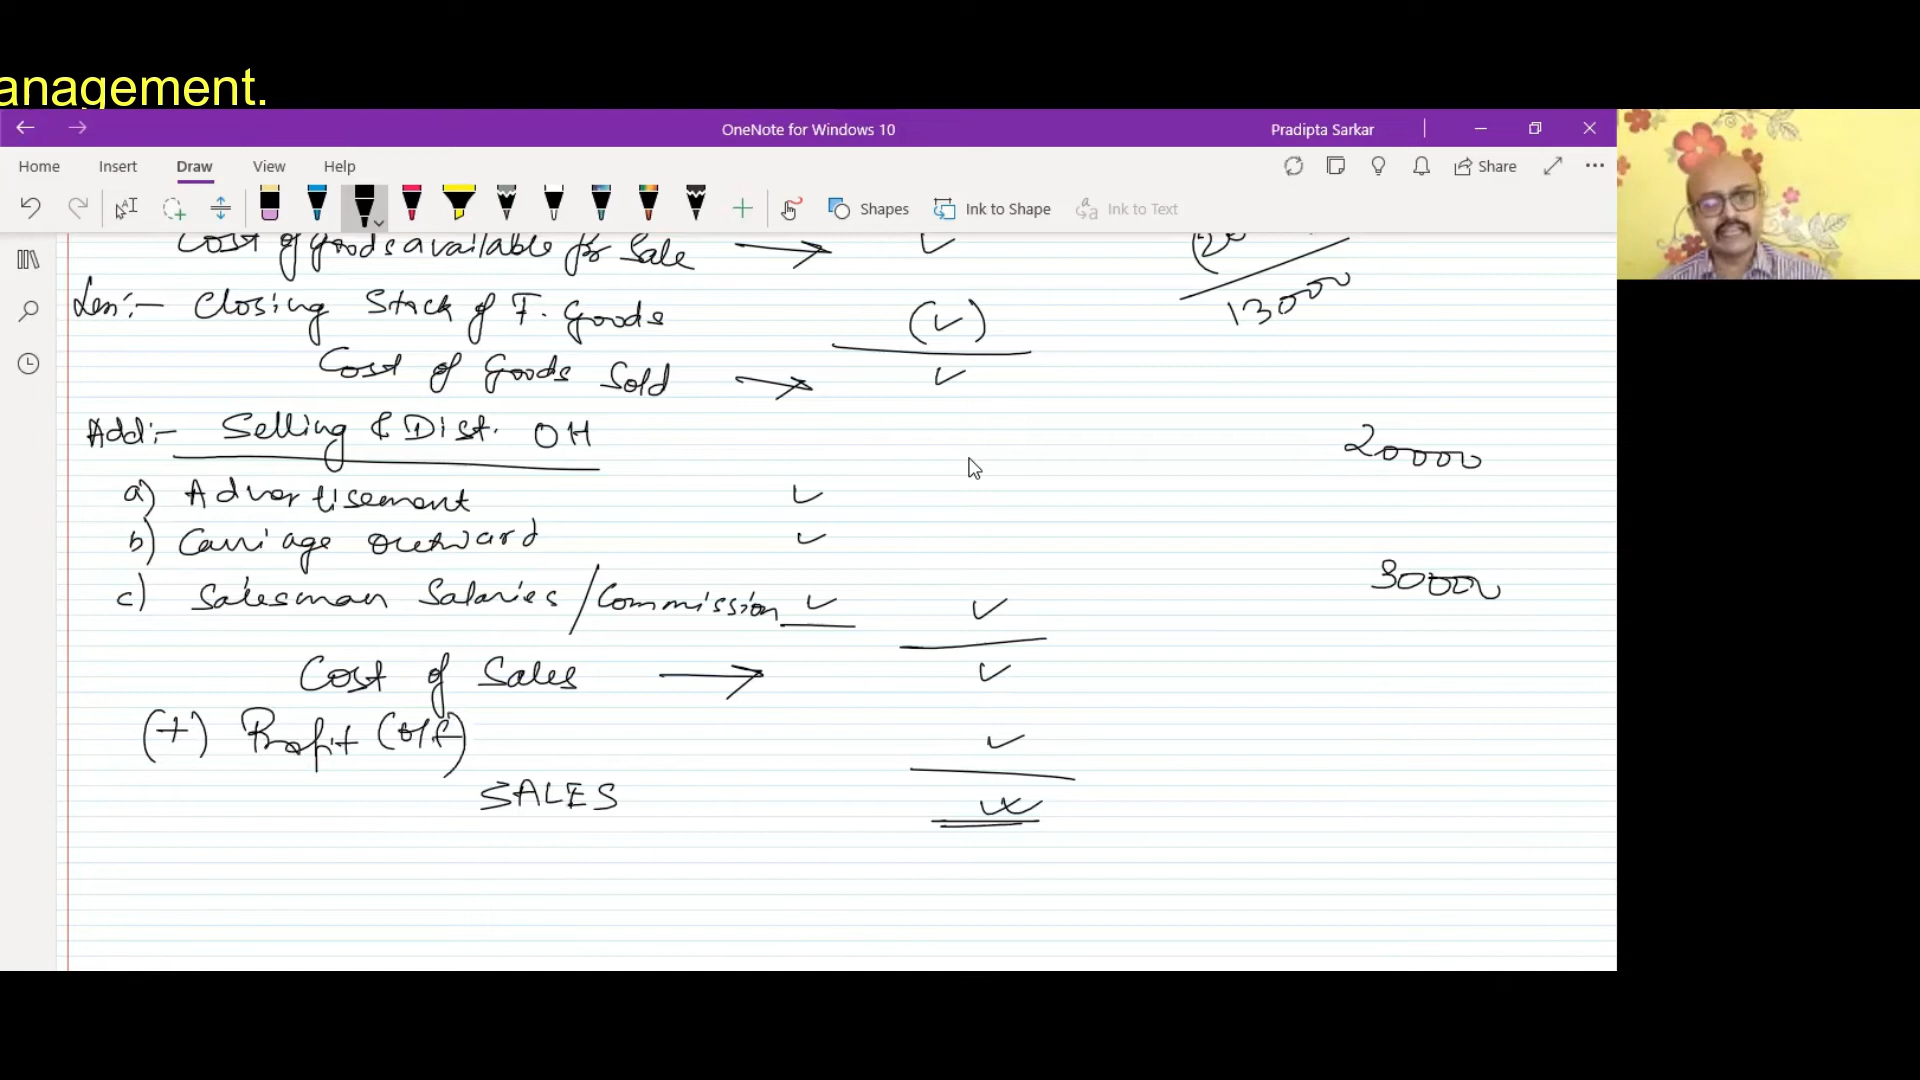 anagement.
OneNote for Windows 10
Pradipta Sarkar
Home Insert Draw View Help
Share
Shapes
Ink to Shape
Ink to Text
Cost of goods available for Sale
Less:- Closing Stock of F. Goods
13000
Cost of Goods Sold
Add:- Selling & Dist. OH
20000
a) Advertisement
b) Carriage outward
c) Salesman Salaries / Commission
30000
Cost of Sales
(+) Profit
SALES